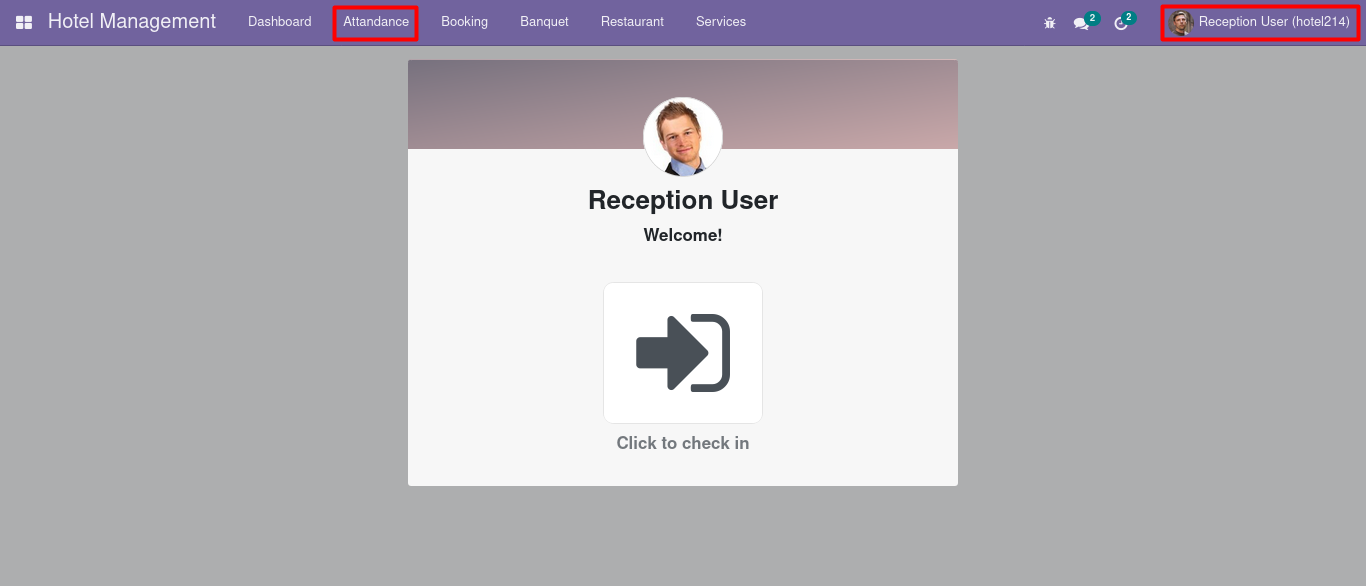 Hotel Management Dashboard Attandance Booking Banquet Restaurant Services 2 2 Reception User (hotel214)
Reception User
Welcome!
Click to check in